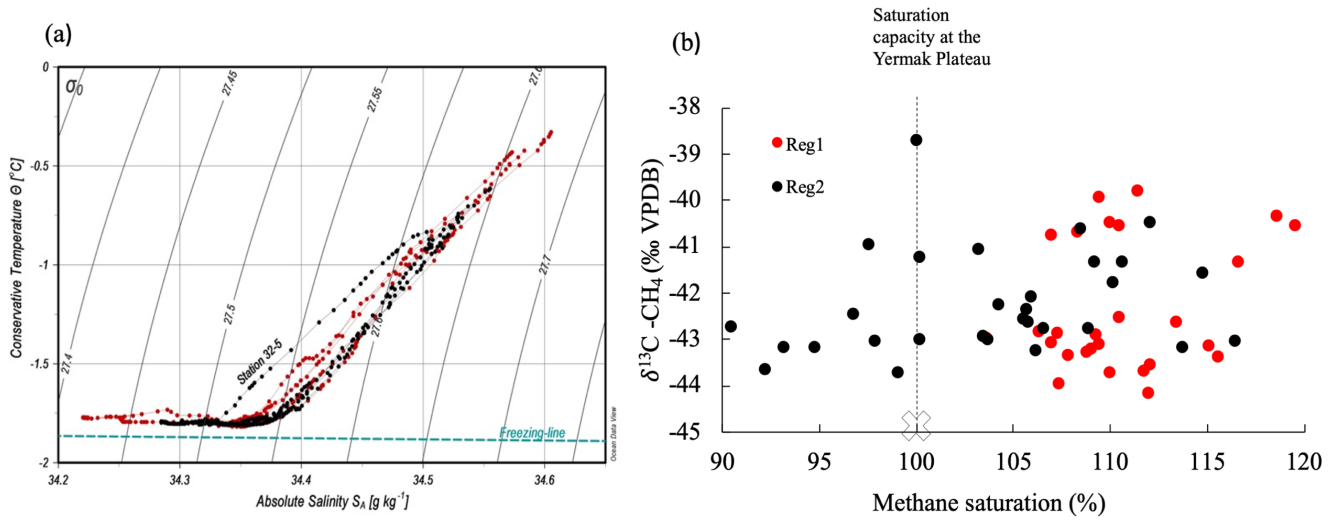 (a)
σ0
0
-0.5
-1
-1.5
-2
Conservative Temperature Θ [°C]
27.4
27.45
27.5
27.55
27.6
27.7
Station 32-5
Freezing-line
Ocean Data View
34.2
34.3
34.4
34.5
34.6
Absolute Salinity SA [g kg-1]
(b)
Saturation
capacity at the
Yermak Plateau
-38
-39
-40
-41
-42
-43
-44
-45
δ13C -CH4 (‰ VPDB)
Reg1
Reg2
90
95
100
105
110
115
120
Methane saturation (%)